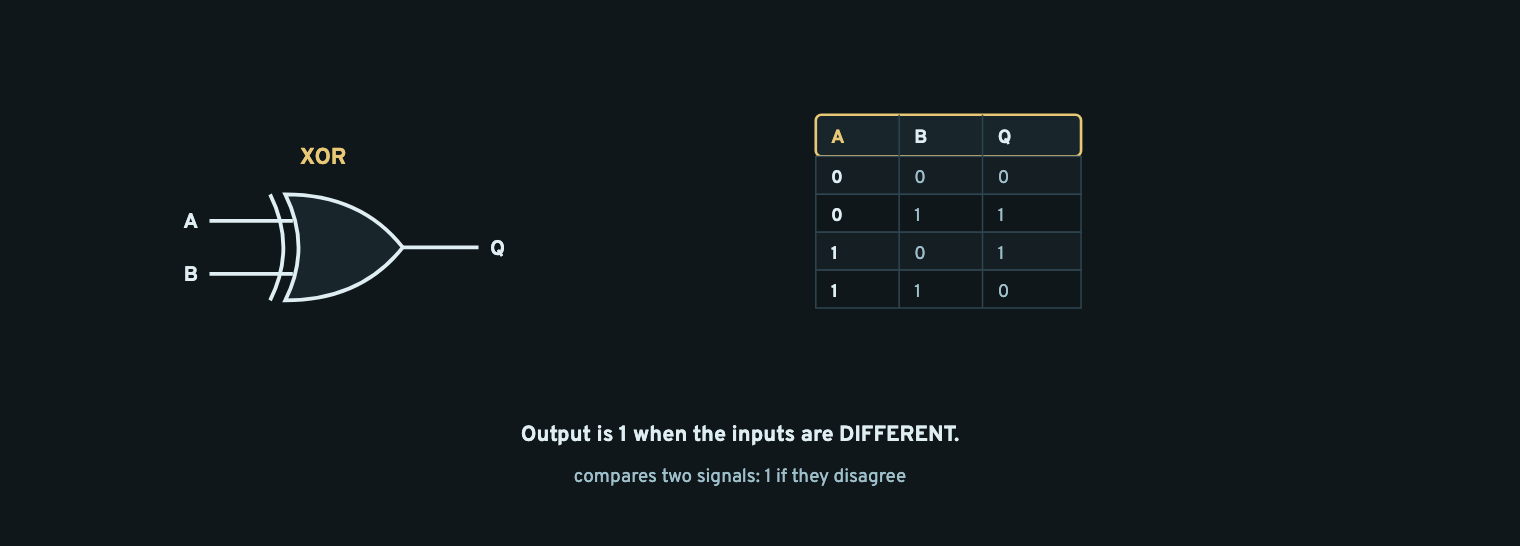 XOR
A
B
Q
A B Q
0 0 0
0 1 1
1 0 1
1 1 0
Output is 1 when the inputs are DIFFERENT.
compares two signals: 1 if they disagree